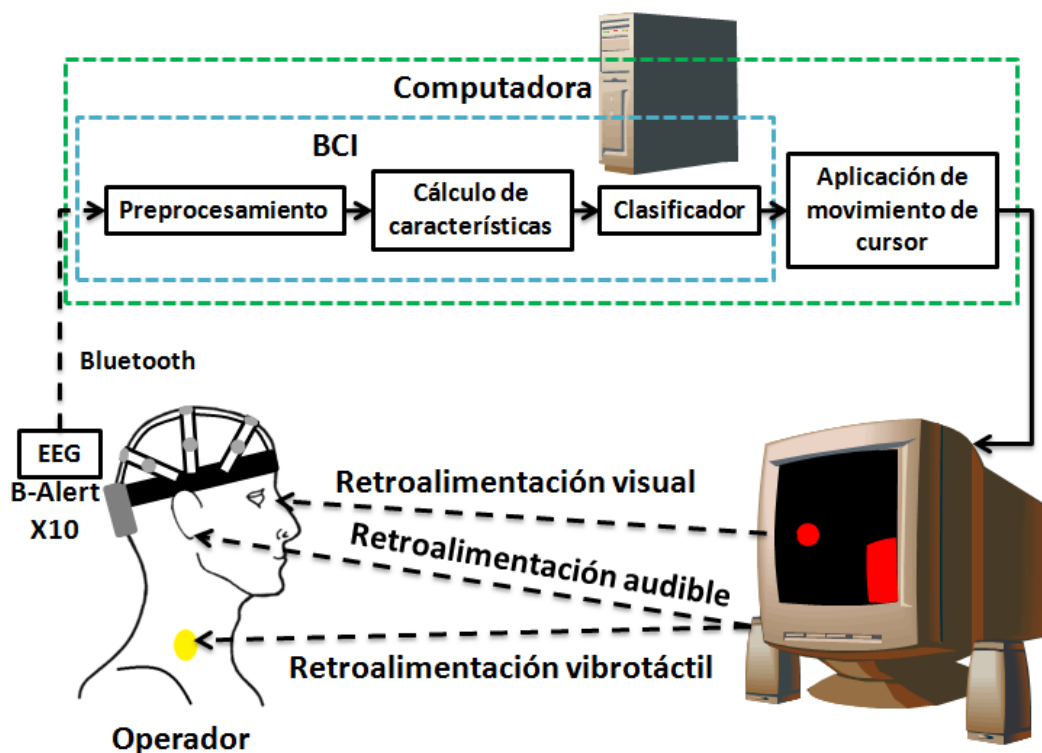 Computadora
BCI
Preprocesamiento
Cálculo de
características
Clasificador
Aplicación de
movimiento de
cursor
Bluetooth
EEG
B-Alert
X10
Retroalimentación visual
Retroalimentación audible
Retroalimentación vibrotáctil
Operador